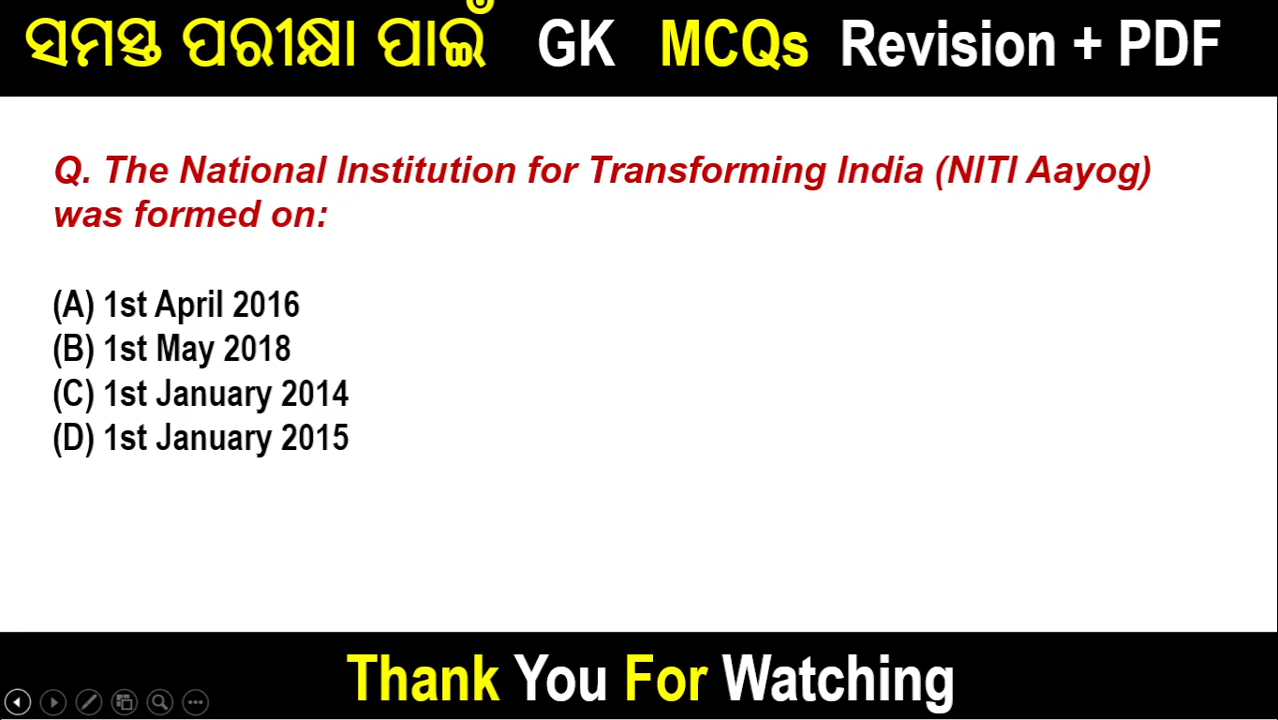 ସମସ୍ତ ପରୀକ୍ଷା ପାଇଁ GK MCQs Revision + PDF
Q. The National Institution for Transforming India (NITI Aayog)
was formed on:
(A) 1st April 2016
(B) 1st May 2018
(C) 1st January 2014
(D) 1st January 2015
Thank You For Watching